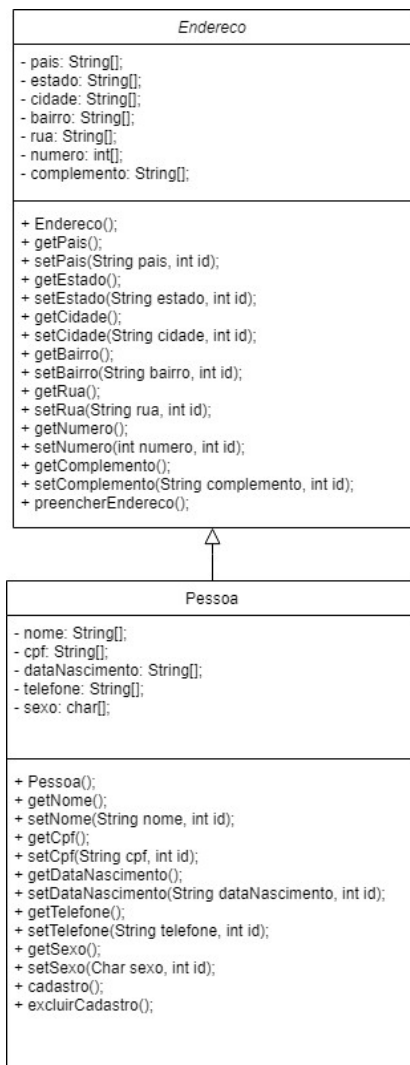 Endereco
- pais: String[];
- estado: String[];
- cidade: String[];
- bairro: String[];
- rua: String[];
- numero: int[];
- complemento: String[];
+ Endereco();
+ getPais();
+ setPais(String pais, int id);
+ getEstado();
+ setEstado(String estado, int id);
+ getCidade();
+ setCidade(String cidade, int id);
+ getBairro();
+ setBairro(String bairro, int id);
+ getRua();
+ setRua(String rua, int id);
+ getNumero();
+ setNumero(int numero, int id);
+ getComplemento();
+ setComplemento(String complemento, int id);
+ preencherEndereco();
Pessoa
- nome: String[];
- cpf: String[];
- dataNascimento: String[];
- telefone: String[];
- sexo: char[];
+ Pessoa();
+ getNome();
+ setNome(String nome, int id);
+ getCpf();
+ setCpf(String cpf, int id);
+ getDataNascimento();
+ setDataNascimento(String dataNascimento, int id);
+ getTelefone();
+ setTelefone(String telefone, int id);
+ getSexo();
+ setSexo(Char sexo, int id);
+ cadastro();
+ excluirCadastro();